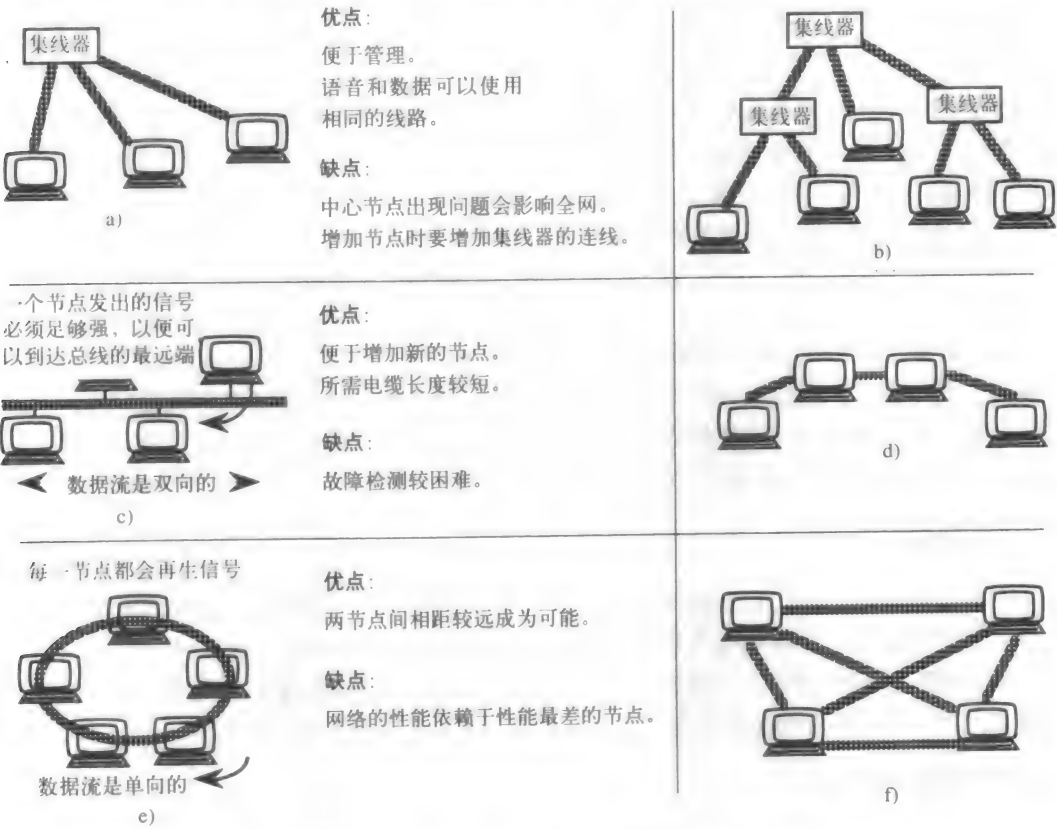 集线器
a)
优点:
便于管理。
语音和数据可以使用
相同的线路。
缺点:
中心节点出现问题会影响全网。
增加节点时要增加集线器的连线。
集线器
集线器
集线器
b)
一个节点发出的信号
必须足够强，以便可
以到达总线的最远端
数据流是双向的
c)
优点:
便于增加新的节点。
所需电缆长度较短。
缺点:
故障检测较困难。
d)
每一节点都会再生信号
数据流是单向的
e)
优点:
两节点间相距较远成为可能。
缺点:
网络的性能依赖于性能最差的节点。
f)